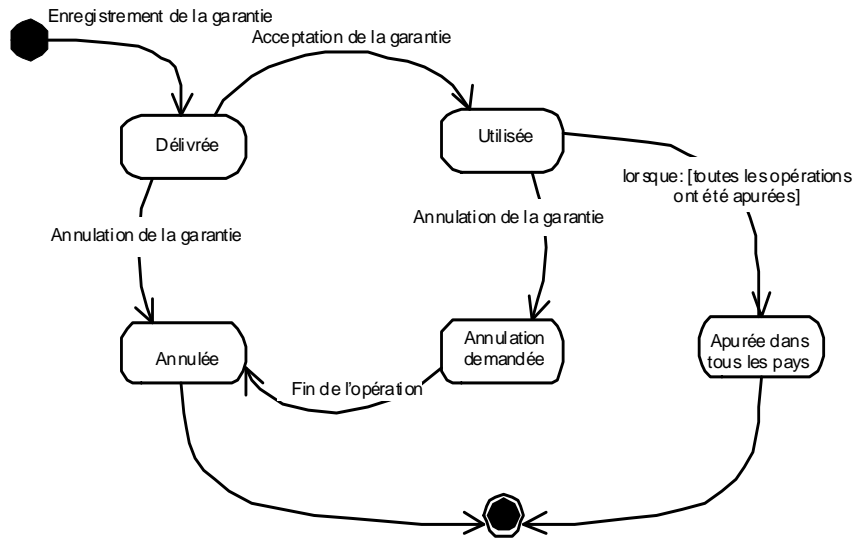 Enregistrement de la garantie
Acceptation de la garantie
Délivrée
Utilisée
lorsque: [toutes les opérations
ont été apurées]
Annulation de la garantie
Annulation de la garantie
Annulée
Annulation
demandée
Apurée dans
tous les pays
Fin de l'opération